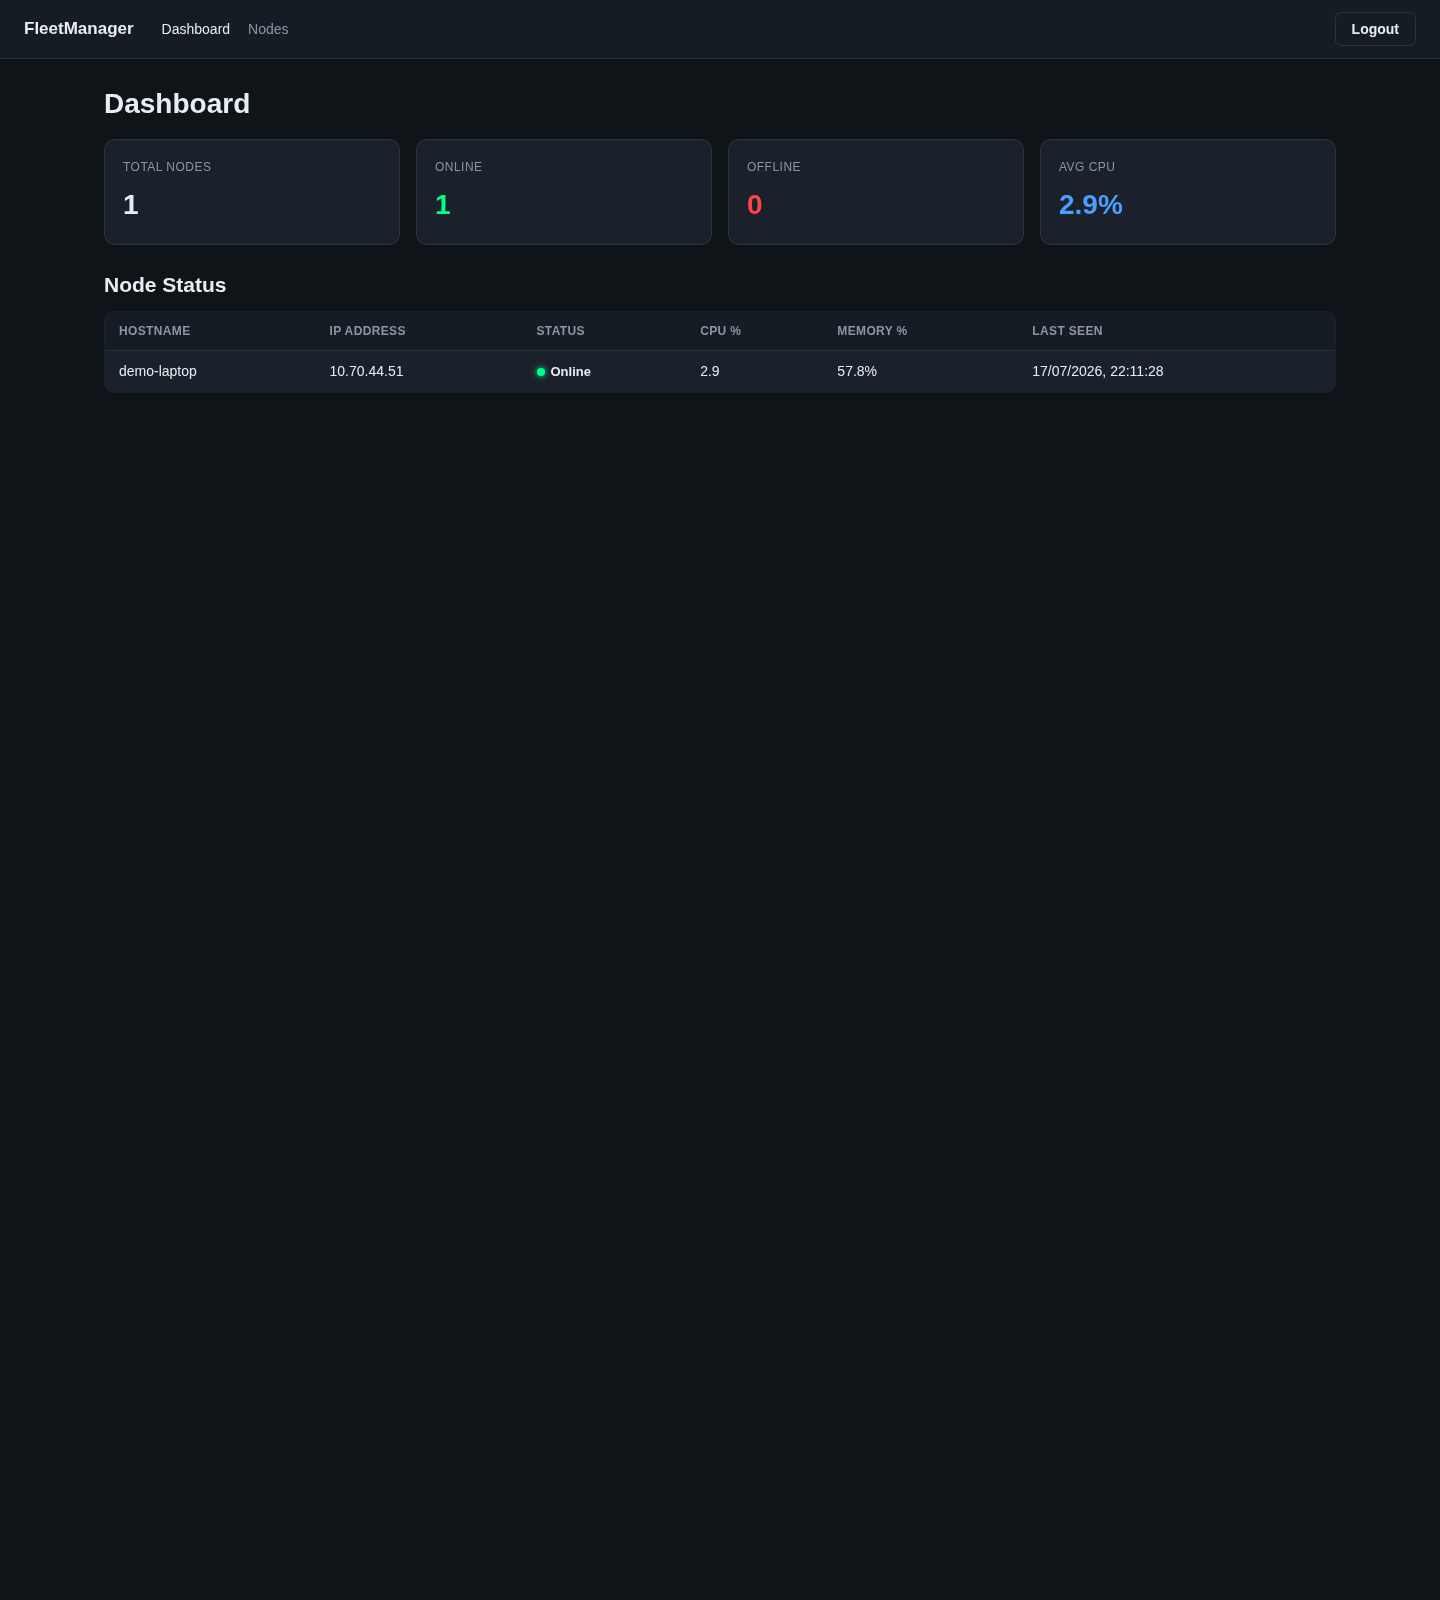 FleetManager Dashboard Nodes Logout
Dashboard
TOTAL NODES ONLINE OFFLINE AVG CPU
1 1 0 2.9%
Node Status
HOSTNAME IP ADDRESS STATUS CPU % MEMORY % LAST SEEN
demo-laptop 10.70.44.51 Online 2.9 57.8% 17/07/2026, 22:11:28